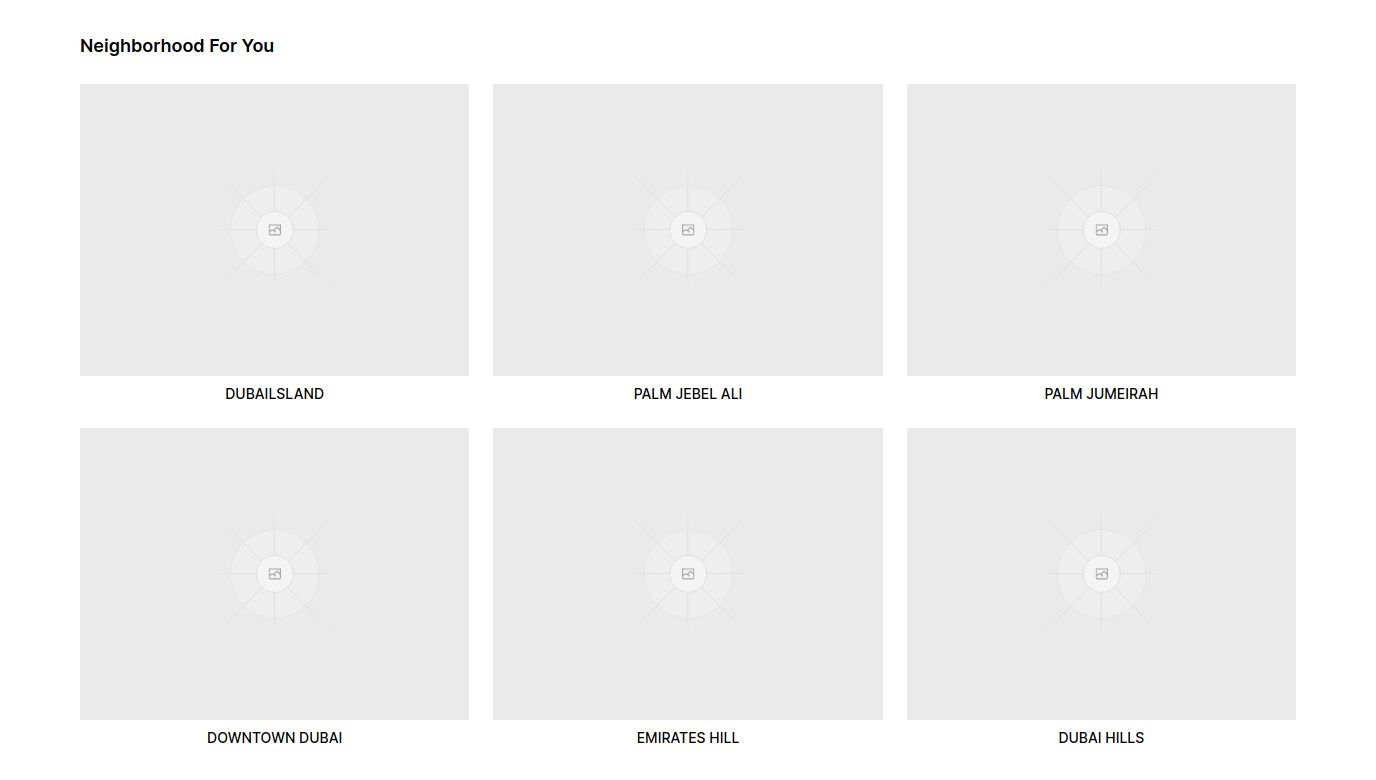 Neighborhood For You
DUBAILSLAND
PALM JEBEL ALI
PALM JUMEIRAH
DOWNTOWN DUBAI
EMIRATES HILL
DUBAI HILLS